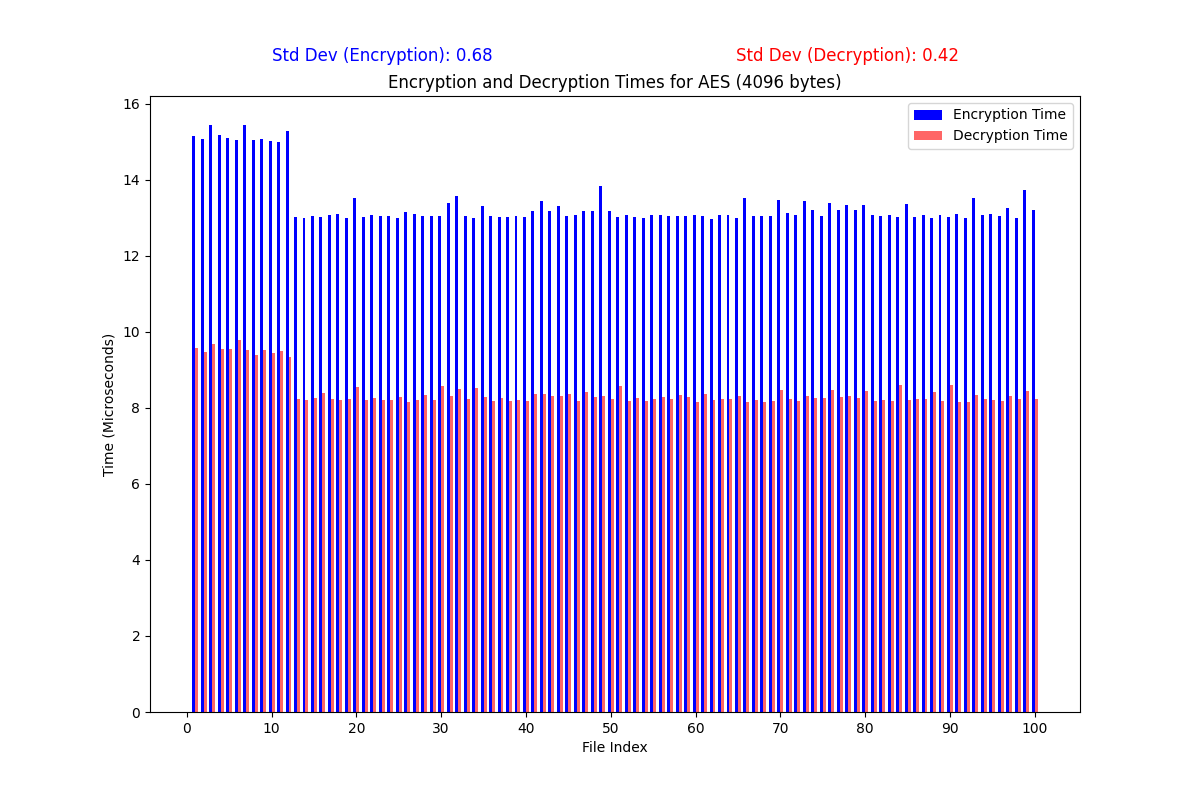 Std Dev (Encryption): 0.68
Std Dev (Decryption): 0.42
Encryption and Decryption Times for AES (4096 bytes)
Encryption Time
Decryption Time
16
14
12
10
8
6
4
2
0
Time (Microseconds)
0 10 20 30 40 50 60 70 80 90 100
File Index